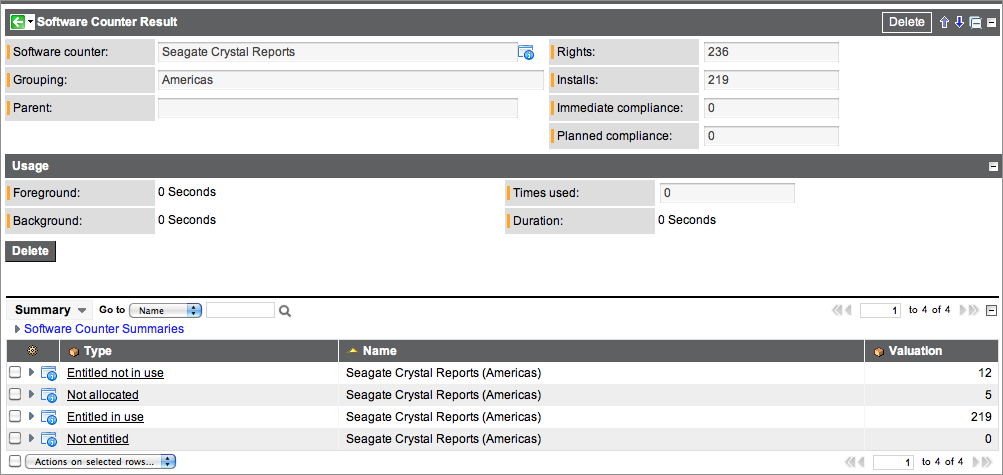 Software Counter Result Delete
Software counter: Seagate Crystal Reports Rights: 236
Grouping: Americas Installs: 219
Parent: Immediate compliance: 0
Planned compliance: 0
Usage
Foreground: 0 Seconds Times used: 0
Background: 0 Seconds Duration: 0 Seconds
Delete
Summary Go to Name 1 to 4 of 4
Software Counter Summaries
Type Name Valuation
Entitled not in use Seagate Crystal Reports (Americas) 12
Not allocated Seagate Crystal Reports (Americas) 5
Entitled in use Seagate Crystal Reports (Americas) 219
Not entitled Seagate Crystal Reports (Americas) 0
Actions on selected rows... 1 to 4 of 4